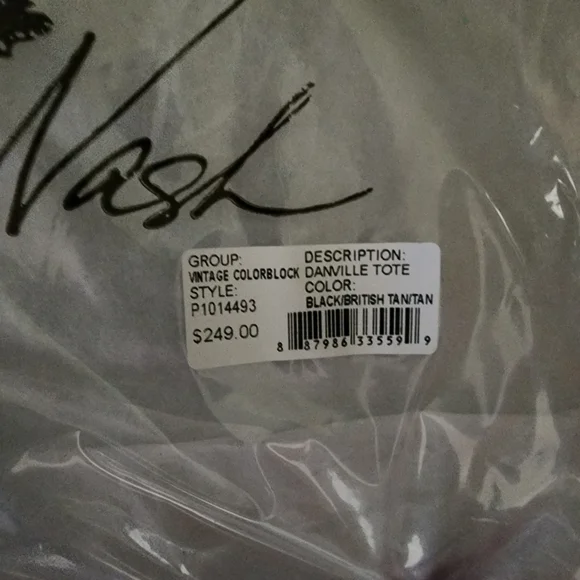 Nash
GROUP:
VINTAGE COLORBLOCK
STYLE:
P1014493
$249.00
DESCRIPTION:
DANVILLE TOTE
COLOR:
BLACK/BRITISH TAN/TAN
8 87986 33559 9